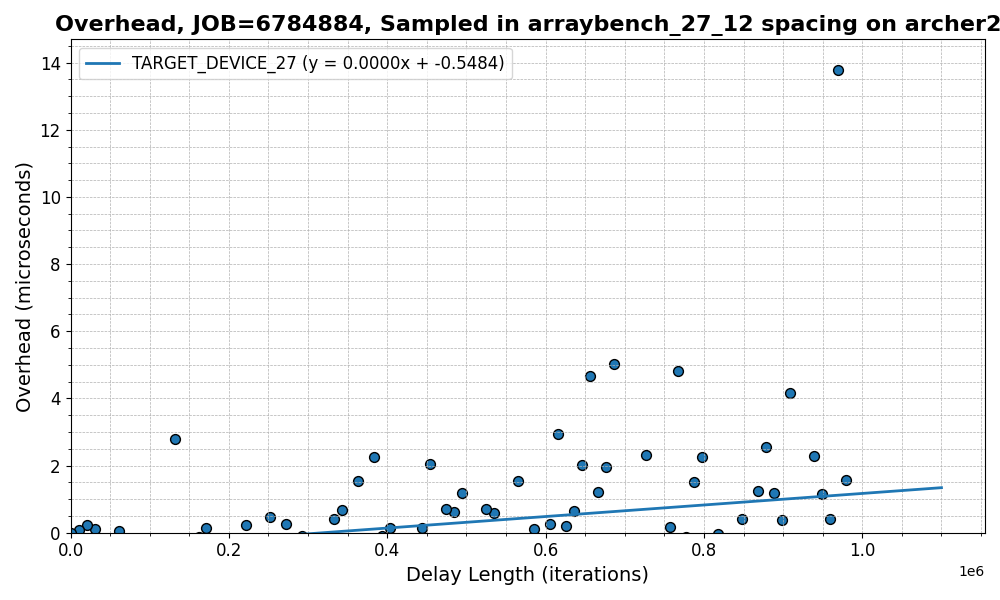 Overhead, JOB=6784884, Sampled in arraybench_27_12 spacing on archer2
TARGET_DEVICE_27 (y = 0.0000x + -0.5484)
Overhead (microseconds)
14
12
10
8
6
4
2
0
0.0 0.2 0.4 0.6 0.8 1.0
1e6
Delay Length (iterations)